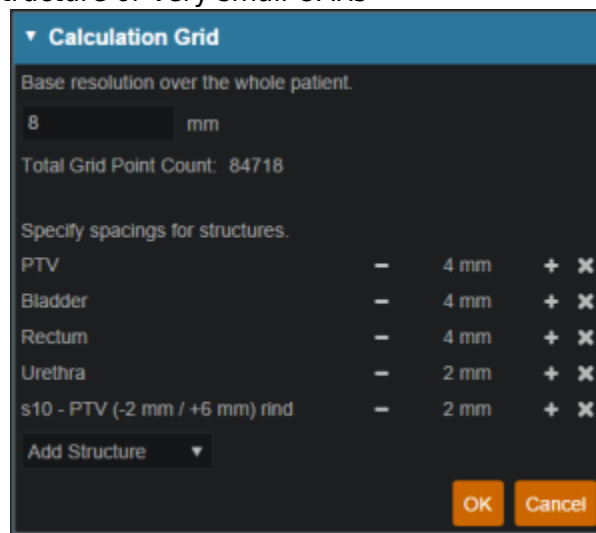 ▼ Calculation Grid
Base resolution over the whole patient.
8 mm
Total Grid Point Count: 84718
Specify spacings for structures.
PTV − 4 mm + ×
Bladder − 4 mm + ×
Rectum − 4 mm + ×
Urethra − 2 mm + ×
s10 - PTV (-2 mm / +6 mm) rind − 2 mm + ×
Add Structure ▼
OK Cancel